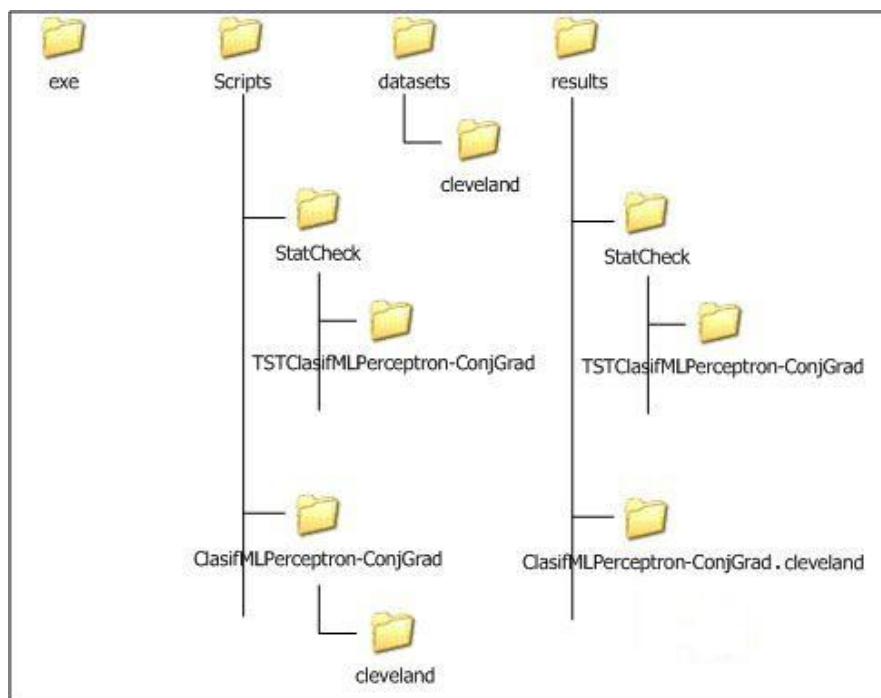 exe
Scripts
datasets
results
cleveland
StatCheck
StatCheck
TSTClasifMLPerceptron-ConjGrad
TSTClasifMLPerceptron-ConjGrad
ClasifMLPerceptron-ConjGrad
ClasifMLPerceptron-ConjGrad.cleveland
cleveland